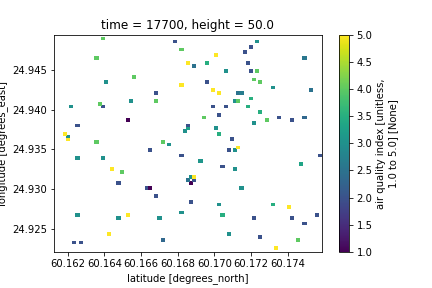 time = 17700, height = 50.0
longitude [degrees_east]
24.945
24.940
24.935
24.930
24.925
60.162 60.164 60.166 60.168 60.170 60.172 60.174
latitude [degrees_north]
5.0
4.5
4.0
3.5
3.0
2.5
2.0
1.5
1.0
air quality index [unitless,
1.0 to 5.0] [None]